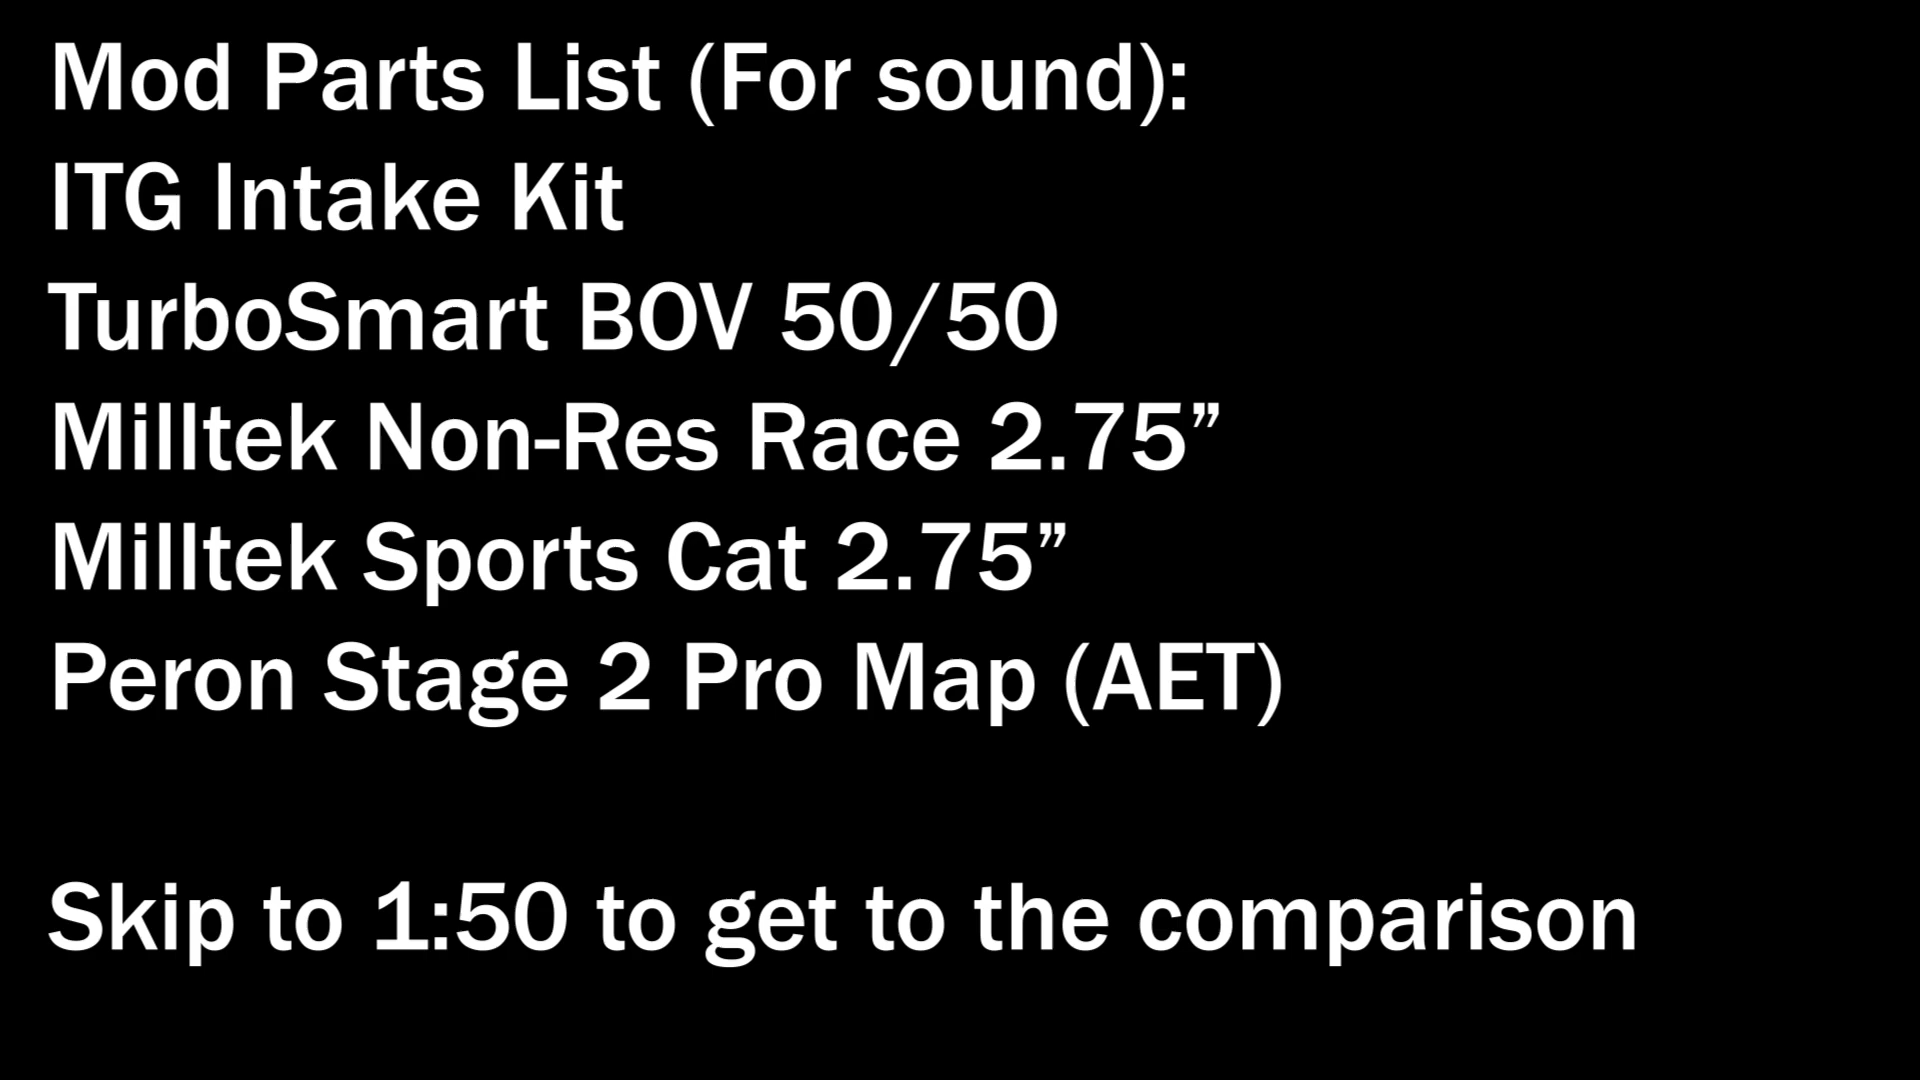 Mod Parts List (For sound):
ITG Intake Kit
TurboSmart BOV 50/50
Milltek Non-Res Race 2.75”
Milltek Sports Cat 2.75”
Peron Stage 2 Pro Map (AET)
Skip to 1:50 to get to the comparison